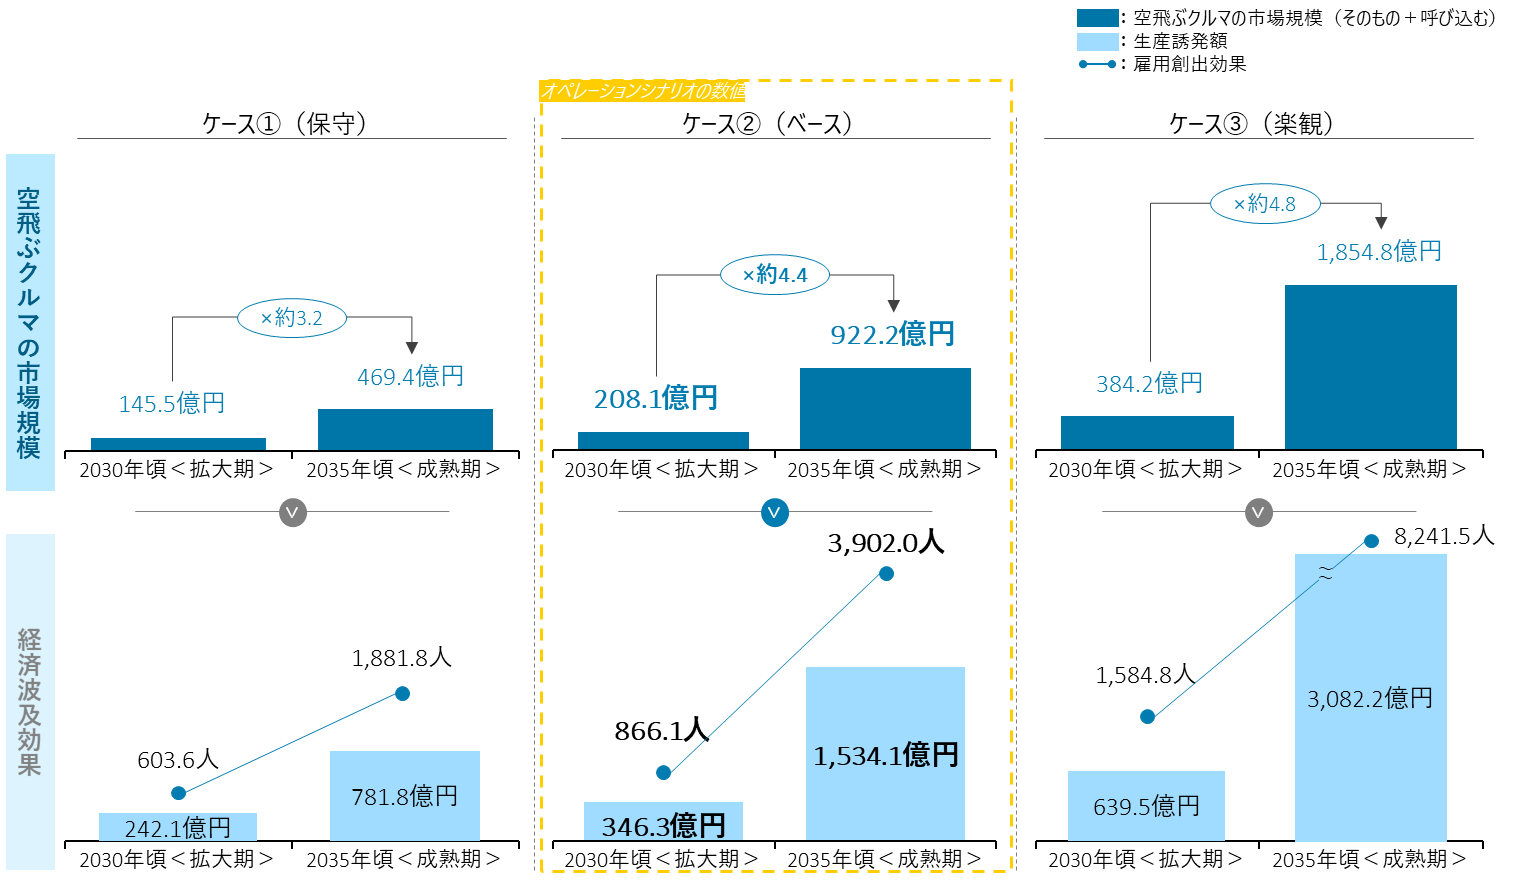 ：空飛ぶクルマの市場規模（そのもの＋呼び込む）
：生産誘発額
：雇用創出効果
オペレーションシナリオの数値
ケース①（保守）
ケース②（ベース）
ケース③（楽観）
空飛ぶクルマの市場規模
×約3.2
145.5億円
469.4億円
2030年頃＜拡大期＞
2035年頃＜成熟期＞
×約4.4
208.1億円
922.2億円
2030年頃＜拡大期＞
2035年頃＜成熟期＞
×約4.8
384.2億円
1,854.8億円
2030年頃＜拡大期＞
2035年頃＜成熟期＞
経済波及効果
603.6人
1,881.8人
242.1億円
781.8億円
2030年頃＜拡大期＞
2035年頃＜成熟期＞
866.1人
3,902.0人
346.3億円
1,534.1億円
2030年頃＜拡大期＞
2035年頃＜成熟期＞
1,584.8人
8,241.5人
639.5億円
3,082.2億円
2030年頃＜拡大期＞
2035年頃＜成熟期＞